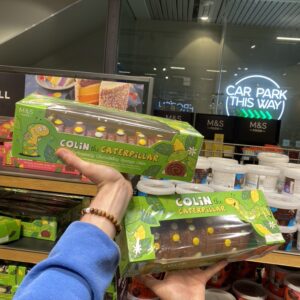 CAR PARK
THIS WAY
M&S
M&S
COLIN the
CATERPILLAR
COLIN the
CATERPILLAR